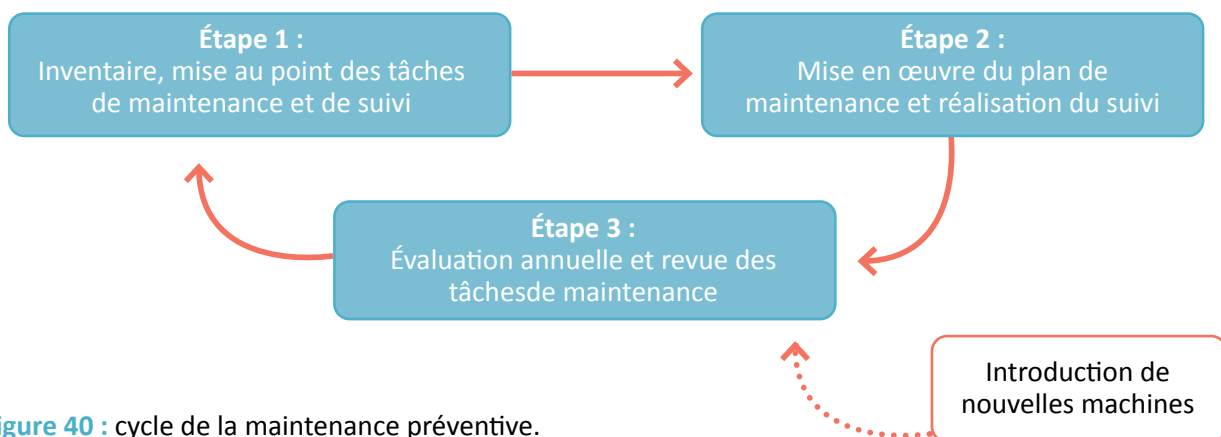 Étape 1 :
Inventaire, mise au point des tâches
de maintenance et de suivi
Étape 2 :
Mise en œuvre du plan de
maintenance et réalisation du suivi
Étape 3 :
Évaluation annuelle et revue des
tâchesde maintenance
Introduction de
nouvelles machines
igure 40 : cycle de la maintenance préventive.